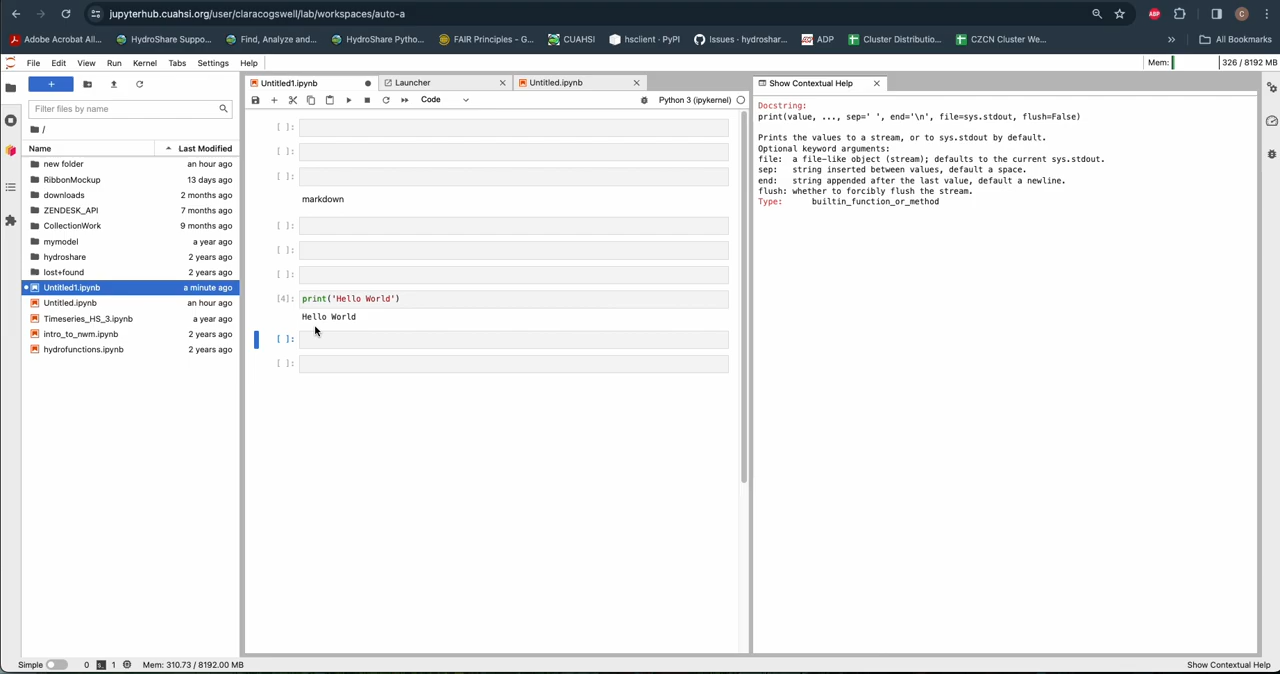 jupyterhub.cuahsi.org/user/claracogswell/lab/workspaces/auto-a
ABP
C
Adobe Acrobat All...
HydroShare Suppo...
Find, Analyze and...
HydroShare Pytho...
FAIR Principles – G...
CUAHSI
hsclient · PyPI
Issues · hydroshar...
ADP
Cluster Distributio...
CZCN Cluster We...
»
All Bookmarks
File Edit View Run Kernel Tabs Settings Help
Mem: 326 / 8192 MB
+
Filter files by name
/
Name Last Modified
new folder an hour ago
RibbonMockup 13 days ago
downloads 2 months ago
ZENDESK_API 7 months ago
CollectionWork 9 months ago
mymodel a year ago
hydroshare 2 years ago
lost+found 2 years ago
Untitled1.ipynb a minute ago
Untitled.ipynb an hour ago
Timeseries_HS_3.ipynb a year ago
intro_to_nwm.ipynb 2 years ago
hydrofunctions.ipynb 2 years ago
Untitled1.ipynb
Launcher
Untitled.ipynb
Code
Python 3 (ipykernel)
[ ]:
[ ]:
[ ]:
markdown
[ ]:
[ ]:
[ ]:
[4]: print('Hello World')
Hello World
[ ]:
[ ]:
Show Contextual Help
Docstring:
print(value, ..., sep=' ', end='\n', file=sys.stdout, flush=False)
Prints the values to a stream, or to sys.stdout by default.
Optional keyword arguments:
file: a file-like object (stream); defaults to the current sys.stdout.
sep: string inserted between values, default a space.
end: string appended after the last value, default a newline.
flush: whether to forcibly flush the stream.
Type: builtin_function_or_method
Simple
0
1
Mem: 310.73 / 8192.00 MB
Show Contextual Help